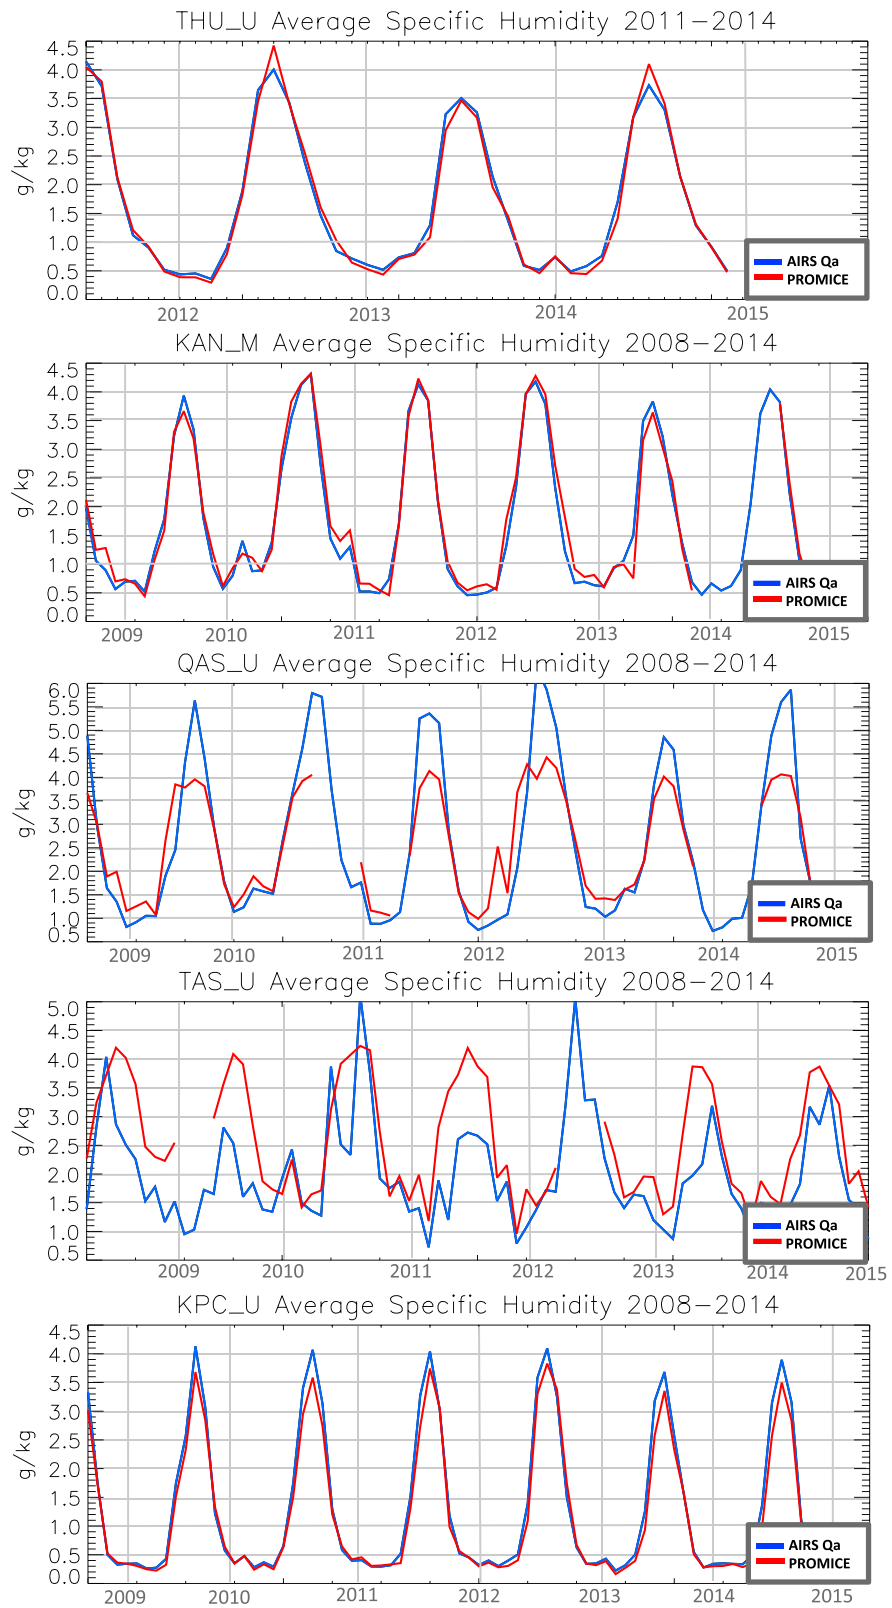 THU_U Average Specific Humidity 2011-2014
4.5
4.0
3.5
3.0
2.5
2.0
1.5
1.0
0.5
0.0
g/kg
AIRS Qa
PROMICE
2012 2013 2014 2015
KAN_M Average Specific Humidity 2008-2014
4.5
4.0
3.5
3.0
2.5
2.0
1.5
1.0
0.5
0.0
g/kg
AIRS Qa
PROMICE
2009 2010 2011 2012 2013 2014 2015
QAS_U Average Specific Humidity 2008-2014
6.0
5.5
5.0
4.5
4.0
3.5
3.0
2.5
2.0
1.5
1.0
0.5
g/kg
AIRS Qa
PROMICE
2009 2010 2011 2012 2013 2014 2015
TAS_U Average Specific Humidity 2008-2014
5.0
4.5
4.0
3.5
3.0
2.5
2.0
1.5
1.0
0.5
g/kg
AIRS Qa
PROMICE
2009 2010 2011 2012 2013 2014 2015
KPC_U Average Specific Humidity 2008-2014
4.5
4.0
3.5
3.0
2.5
2.0
1.5
1.0
0.5
0.0
g/kg
AIRS Qa
PROMICE
2009 2010 2011 2012 2013 2014 2015